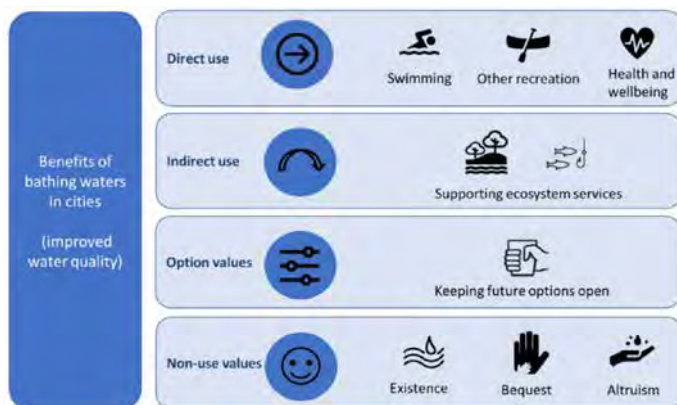 Benefits of
bathing waters
in cities
(improved
water quality)
Direct use
Swimming
Other recreation
Health and
wellbeing
Indirect use
Supporting ecosystem services
Option values
Keeping future options open
Non-use values
Existence
Bequest
Altruism